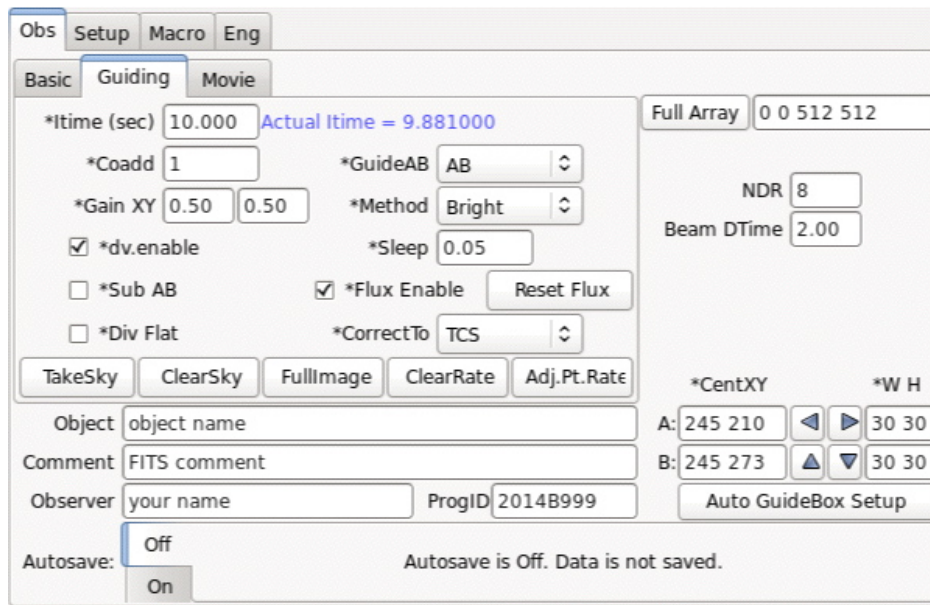 Obs Setup Macro Eng
Basic Guiding Movie
*Itime (sec) 10.000 Actual Itime = 9.881000
Full Array 0 0 512 512
*Coadd 1 *GuideAB AB
NDR 8
*Gain XY 0.50 0.50 *Method Bright
Beam DTime 2.00
*dv.enable *Sleep 0.05
*Sub AB *Flux Enable Reset Flux
*Div Flat *CorrectTo TCS
TakeSky ClearSky FullImage ClearRate Adj.Pt.Rate
*CentXY *W H
Object object name
A: 245 210 30 30
Comment FITS comment
B: 245 273 30 30
Observer your name ProgID 2014B999
Auto GuideBox Setup
Off
Autosave: Autosave is Off. Data is not saved.
On